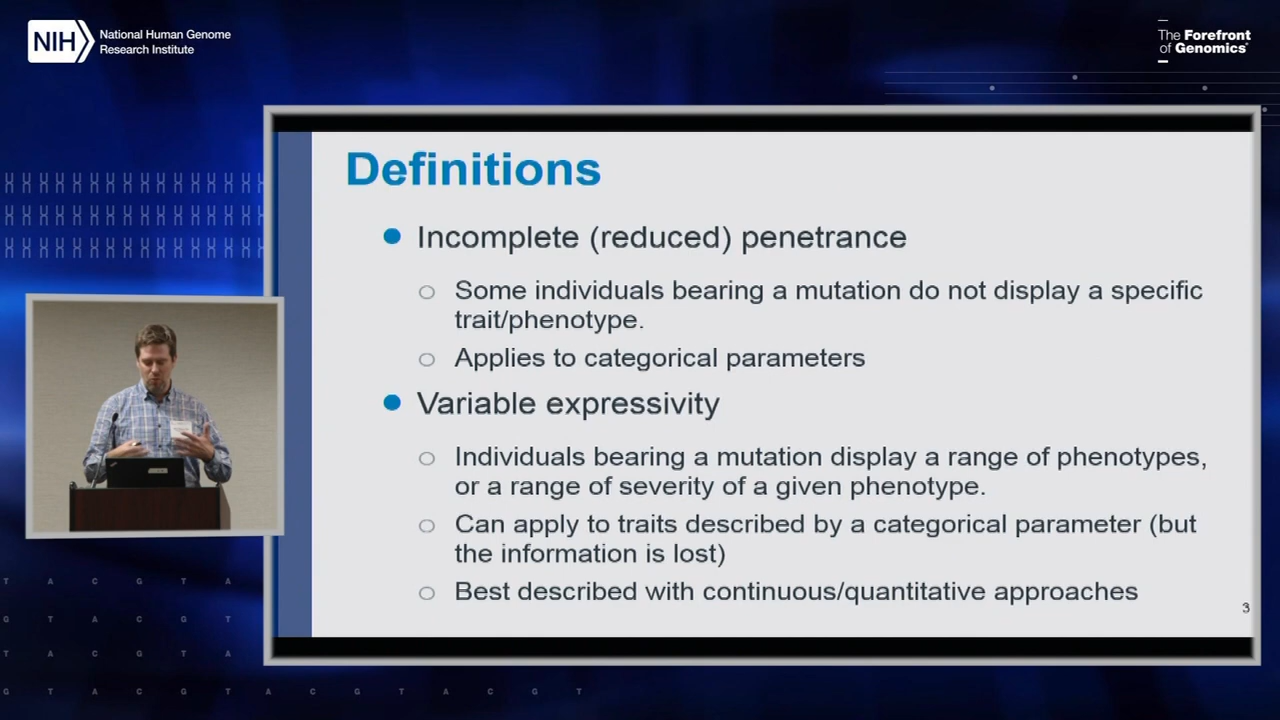 NIH
National Human Genome
Research Institute
The Forefront
of Genomics®
Definitions
Incomplete (reduced) penetrance
Some individuals bearing a mutation do not display a specific
trait/phenotype.
Applies to categorical parameters
Variable expressivity
Individuals bearing a mutation display a range of phenotypes,
or a range of severity of a given phenotype.
Can apply to traits described by a categorical parameter (but
the information is lost)
Best described with continuous/quantitative approaches
3
T A C G T A
G T A C G T
T A C G T A
G T A C G T A C G T A C G T